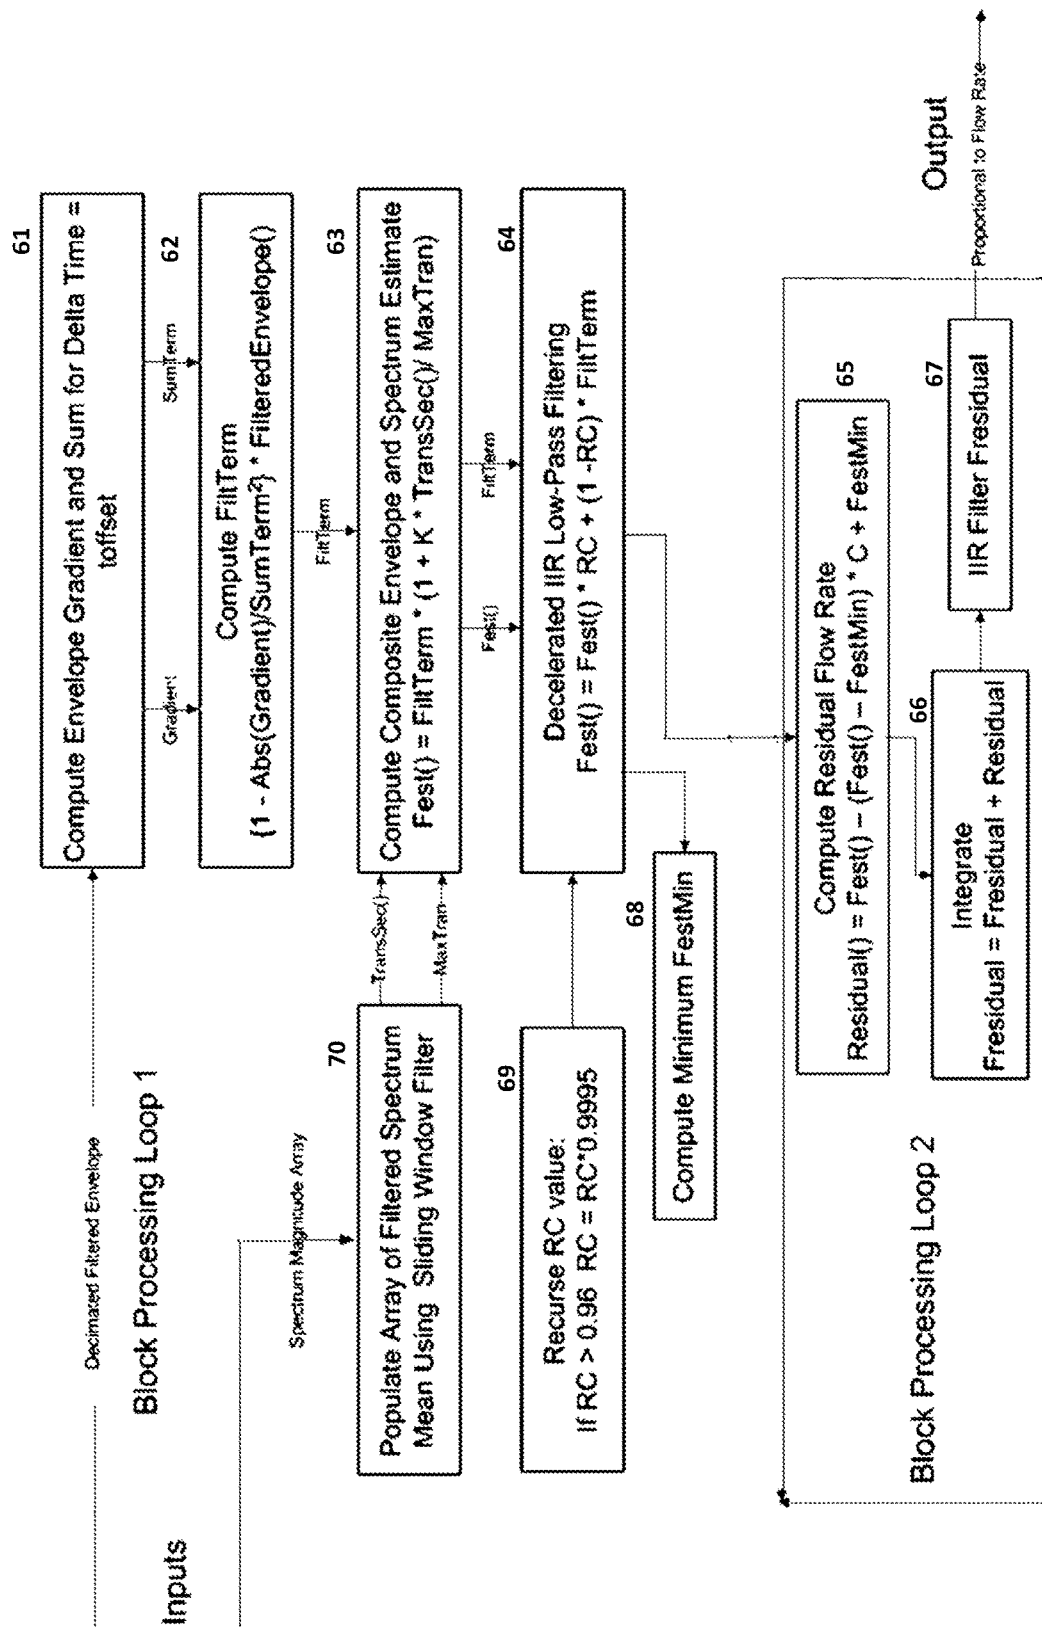 Inputs
Decimated Filtered Envelope
Block Processing Loop 1
Spectrum Magnitude Array
61
Compute Envelope Gradient and Sum for Delta Time =
toffset
Gradient
SumTerm
62
Compute FiltTerm
{1 - Abs(Gradient)/SumTerm²} * FilteredEnvelope()
FiltTerm
70
Populate Array of Filtered Spectrum
Mean Using Sliding Window Filter
TransSec()
MaxTran
63
Compute Composite Envelope and Spectrum Estimate
Fest() = FiltTerm * (1 + K * TransSec()/ MaxTran)
Fest()
FiltTerm
69
Recurse RC value:
If RC > 0.96 RC = RC*0.9995
64
Decelerated IIR Low-Pass Filtering
Fest() = Fest() * RC + (1 -RC) * FiltTerm
68
Compute Minimum FestMin
Block Processing Loop 2
65
Compute Residual Flow Rate
Residual() = Fest() – (Fest() – FestMin) * C + FestMin
66
Integrate
Fresidual = Fresidual + Residual
67
IIR Filter Fresidual
Output
Proportional to Flow Rate